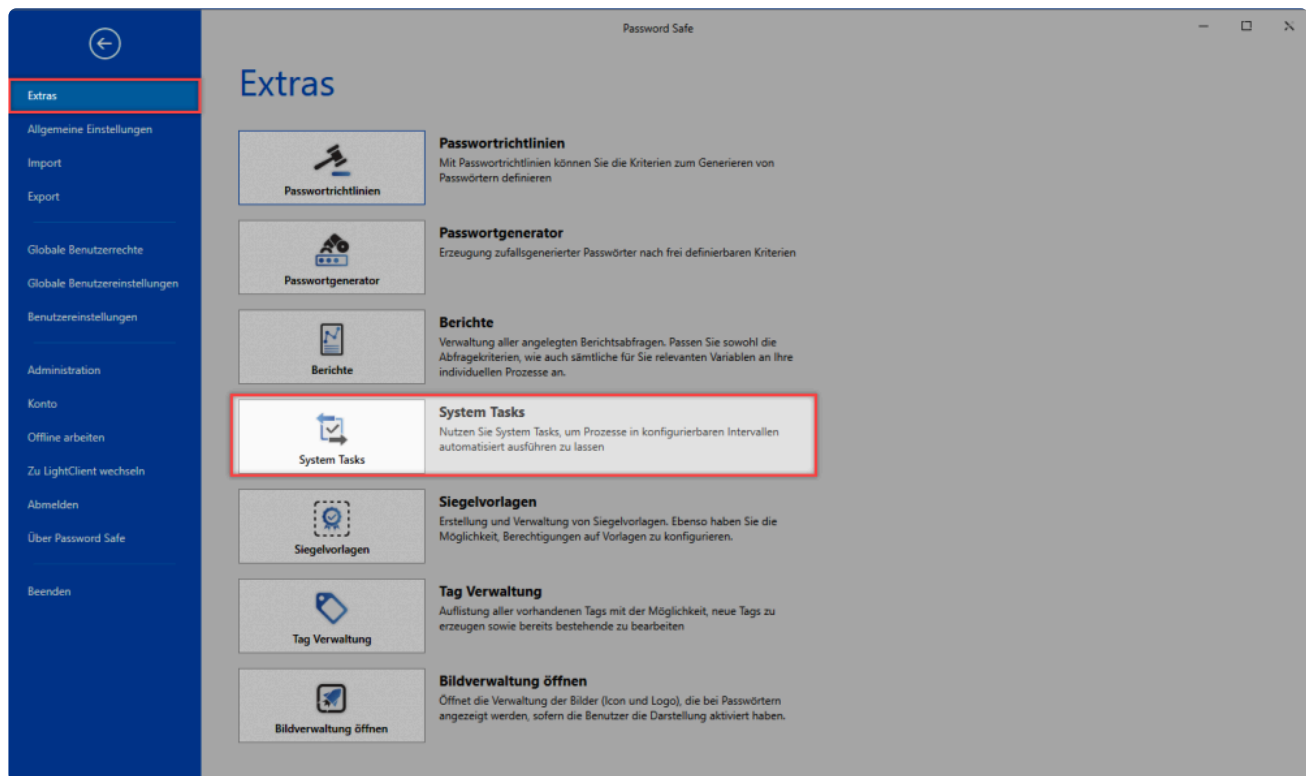 Password Safe
Extras
Allgemeine Einstellungen
Import
Export
Globale Benutzerrechte
Globale Benutzereinstellungen
Benutzereinstellungen
Administration
Konto
Offline arbeiten
Zu LightClient wechseln
Abmelden
Über Password Safe
Beenden
Extras
Passwortrichtlinien
Passwortrichtlinien
Mit Passwortrichtlinien können Sie die Kriterien zum Generieren von
Passwörtern definieren
Passwortgenerator
Passwortgenerator
Erzeugung zufallsgenerierter Passwörter nach frei definierbaren Kriterien
Berichte
Berichte
Verwaltung aller angelegten Berichtsabfragen. Passen Sie sowohl die
Abfragekriterien, wie auch sämtliche für Sie relevanten Variablen an Ihre
individuellen Prozesse an.
System Tasks
System Tasks
Nutzen Sie System Tasks, um Prozesse in konfigurierbaren Intervallen
automatisiert ausführen zu lassen
Siegelvorlagen
Siegelvorlagen
Erstellung und Verwaltung von Siegelvorlagen. Ebenso haben Sie die
Möglichkeit, Berechtigungen auf Vorlagen zu konfigurieren.
Tag Verwaltung
Tag Verwaltung
Auflistung aller vorhandenen Tags mit der Möglichkeit, neue Tags zu
erzeugen sowie bereits bestehende zu bearbeiten
Bildverwaltung öffnen
Bildverwaltung öffnen
Öffnet die Verwaltung der Bilder (Icon und Logo), die bei Passwörtern
angezeigt werden, sofern die Benutzer die Darstellung aktiviert haben.